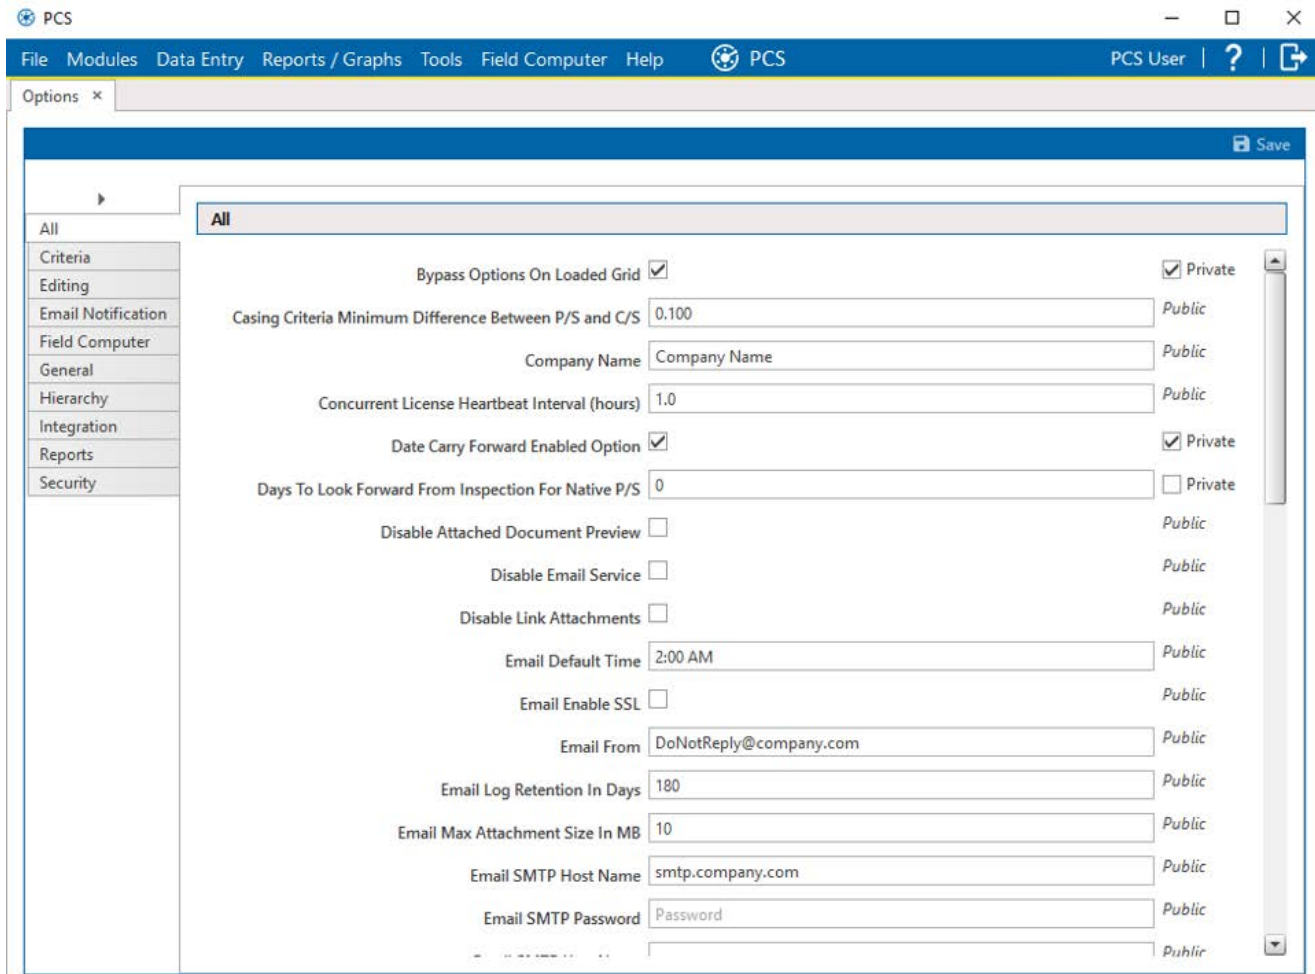 PCS
File Modules Data Entry Reports / Graphs Tools Field Computer Help PCS PCS User ?
Options ×
Save
All
Criteria
Editing
Email Notification
Field Computer
General
Hierarchy
Integration
Reports
Security
All
Bypass Options On Loaded Grid Private
Casing Criteria Minimum Difference Between P/S and C/S 0.100 Public
Company Name Company Name Public
Concurrent License Heartbeat Interval (hours) 1.0 Public
Date Carry Forward Enabled Option Private
Days To Look Forward From Inspection For Native P/S 0 Private
Disable Attached Document Preview Public
Disable Email Service Public
Disable Link Attachments Public
Email Default Time 2:00 AM Public
Email Enable SSL Public
Email From DoNotReply@company.com Public
Email Log Retention In Days 180 Public
Email Max Attachment Size In MB 10 Public
Email SMTP Host Name smtp.company.com Public
Email SMTP Password Password Public
Public